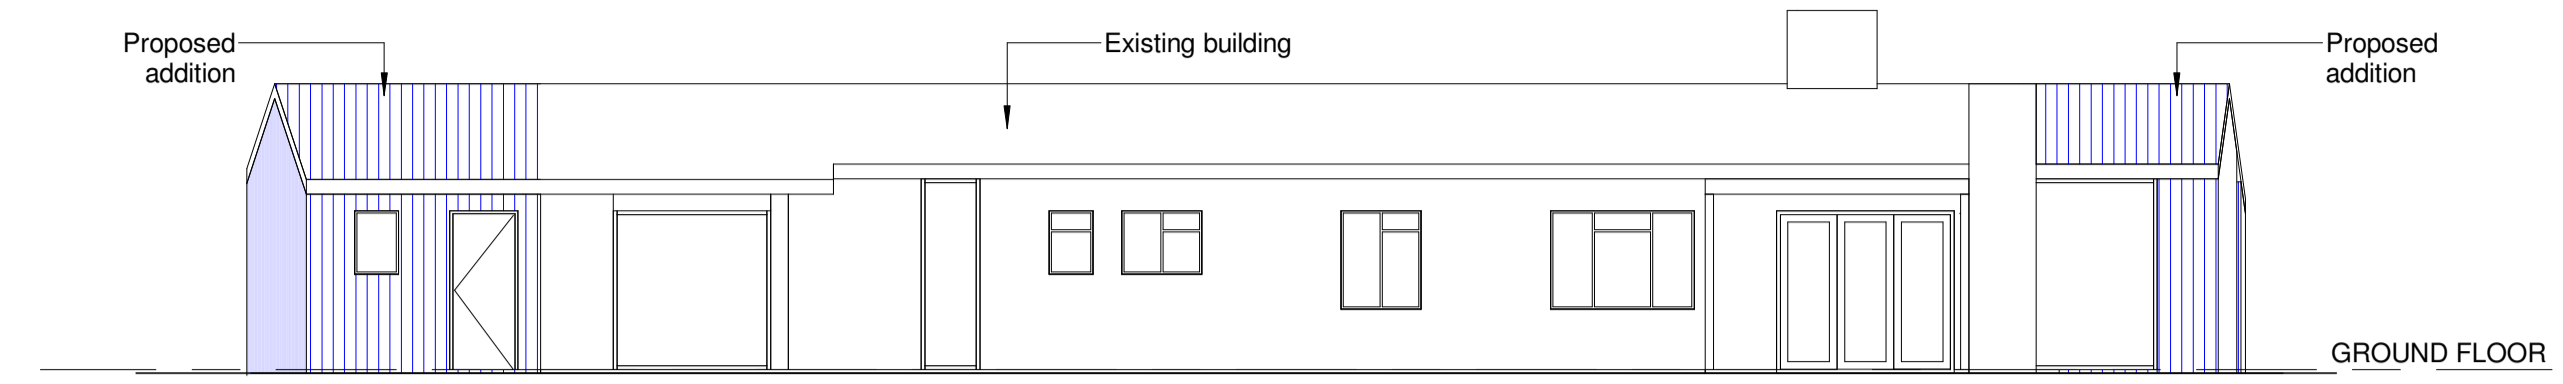 Proposed
addition
Existing building
Proposed
addition
GROUND FLOOR